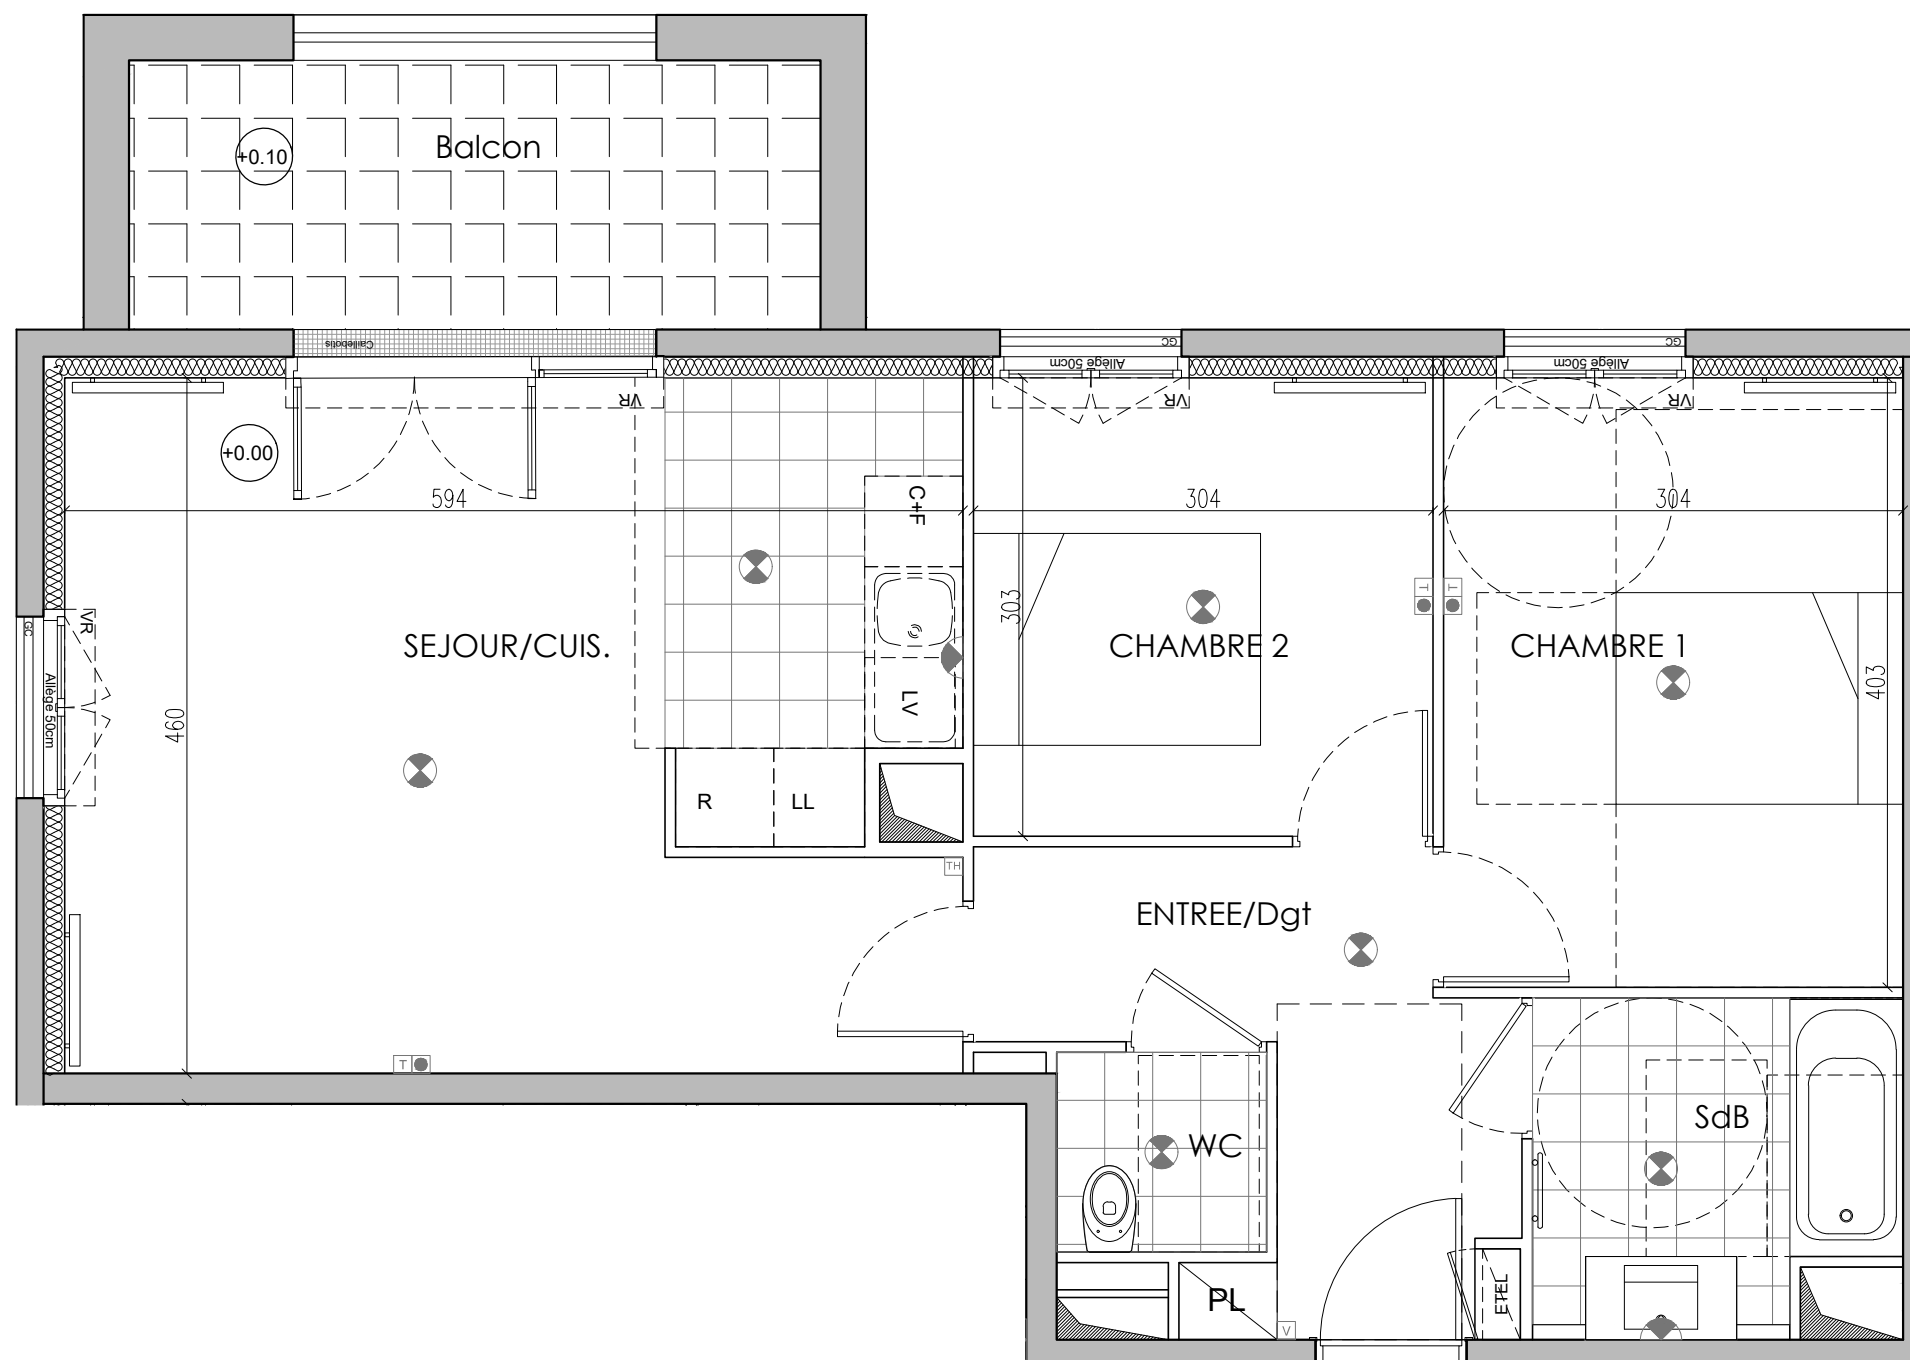 Balcon
+0.10
Caillebotis
GC
GC
Allège 50cm
Allège 50cm
VR
VR
VR
+0.00
594
304
304
C+F
T
T
303
VR
GC
SEJOUR/CUIS.
CHAMBRE 2
CHAMBRE 1
403
Allège 50cm
460
LV
R
LL
TH
ENTREE/Dgt
T
SdB
WC
PL
ETEL
V